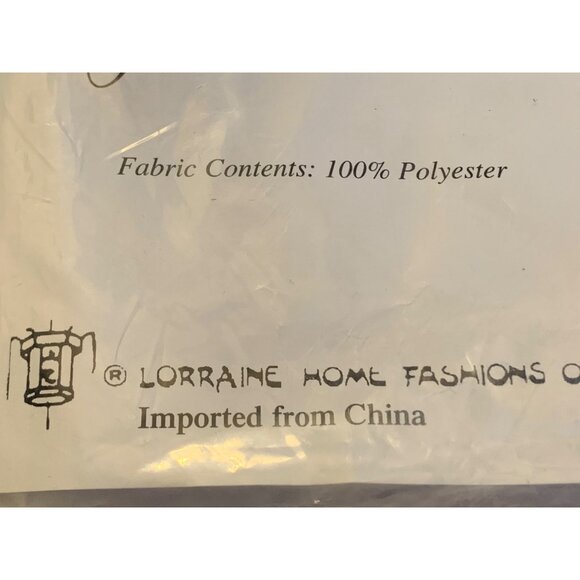 Fabric Contents: 100% Polyester
® LORRAINE HOME FASHIONS
Imported from China